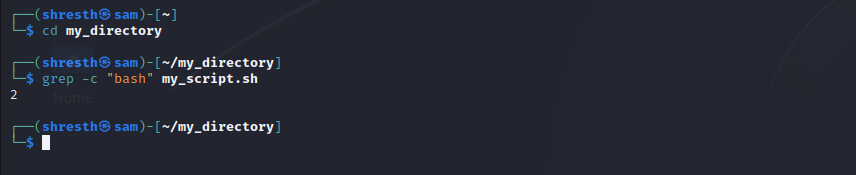 ┌──(shresth㉿sam)-[~]
└─$ cd my_directory
┌──(shresth㉿sam)-[~/my_directory]
└─$ grep -c "bash" my_script.sh
2
Home
┌──(shresth㉿sam)-[~/my_directory]
└─$